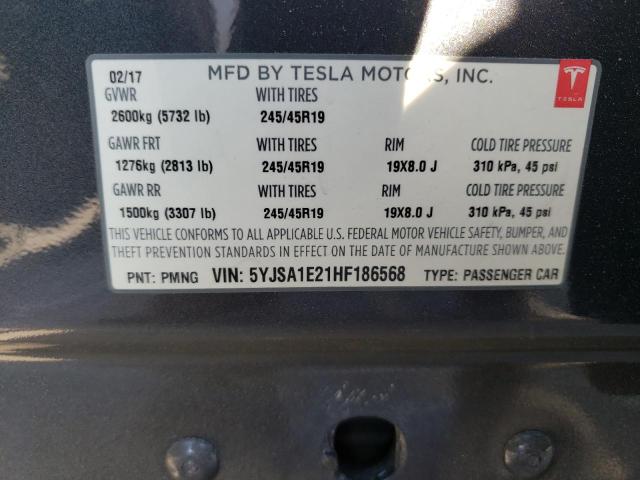 02/17 MFD BY TESLA MOTORS, INC.
TESLA
GVWR WITH TIRES
2600kg (5732 lb) 245/45R19
GAWR FRT WITH TIRES RIM COLD TIRE PRESSURE
1276kg (2813 lb) 245/45R19 19X8.0 J 310 kPa, 45 psi
GAWR RR WITH TIRES RIM COLD TIRE PRESSURE
1500kg (3307 lb) 245/45R19 19X8.0 J 310 kPa, 45 psi
THIS VEHICLE CONFORMS TO ALL APPLICABLE U.S. FEDERAL MOTOR VEHICLE SAFETY, BUMPER, AND
THEFT PREVENTION STANDARDS IN EFFECT ON THE DATE OF MANUFACTURE SHOWN ABOVE.
PNT: PMNG VIN: 5YJSA1E21HF186568 TYPE: PASSENGER CAR